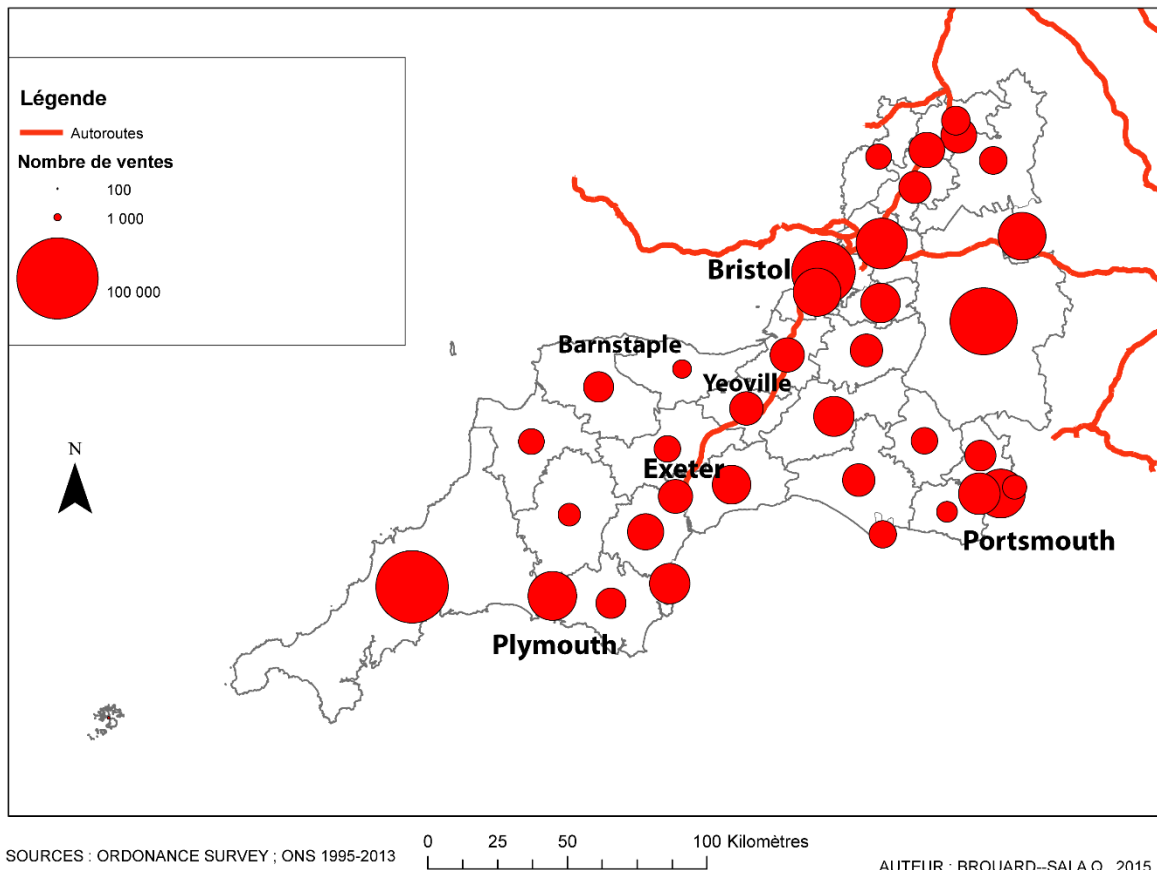 Légende
Autoroutes
Nombre de ventes
100
1 000
100 000
Bristol
Barnstaple
Yeoville
N
Exeter
Portsmouth
Plymouth
0 25 50 100 Kilomètres
SOURCES : ORDONANCE SURVEY ; ONS 1995-2013
AUTEUR : BROUARD--SALA Q., 2015